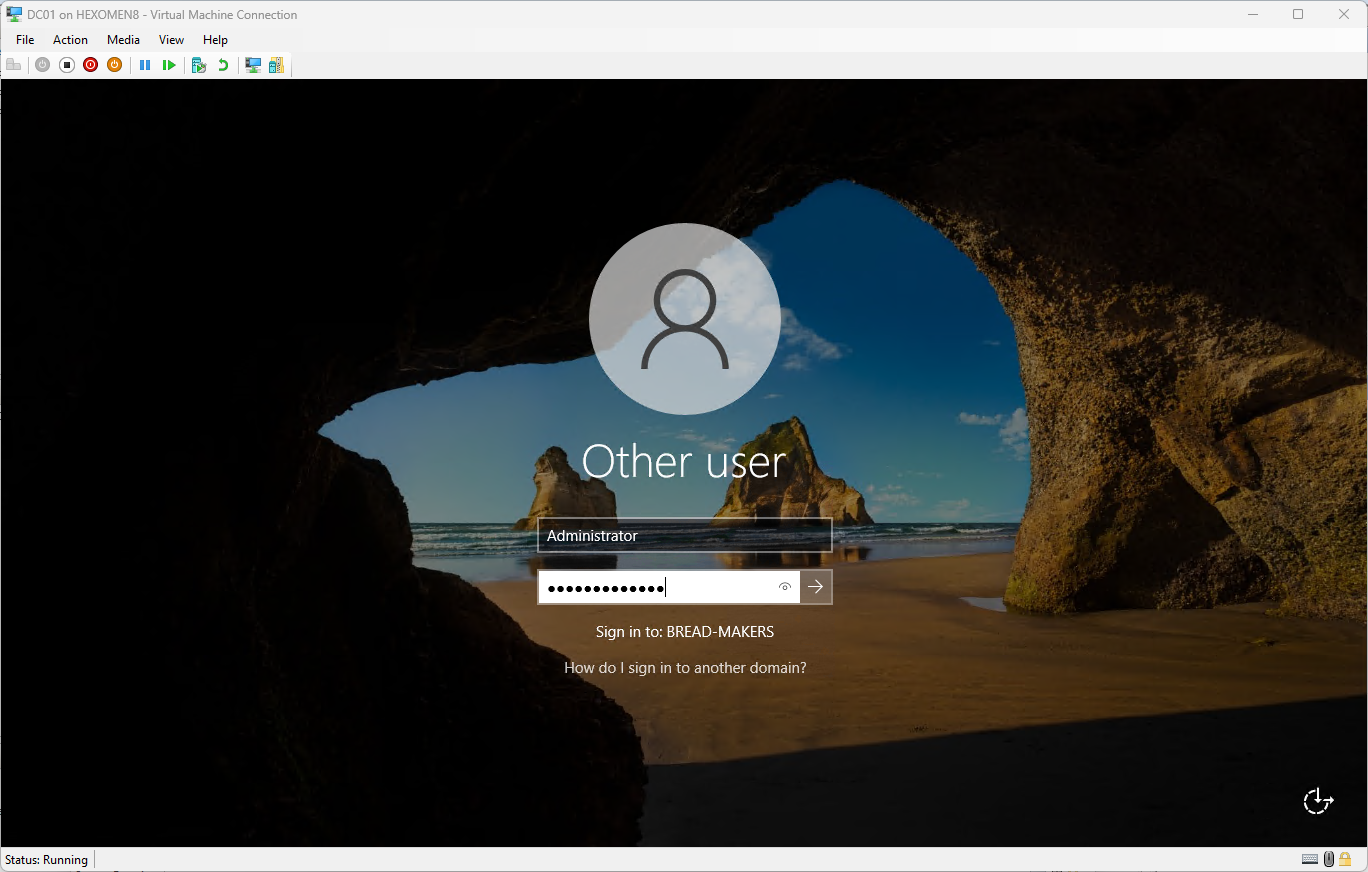 DC01 on HEXOMEN8 - Virtual Machine Connection
File Action Media View Help
Other user
Administrator
●●●●●●●●●●●●●
Sign in to: BREAD-MAKERS
How do I sign in to another domain?
Status: Running